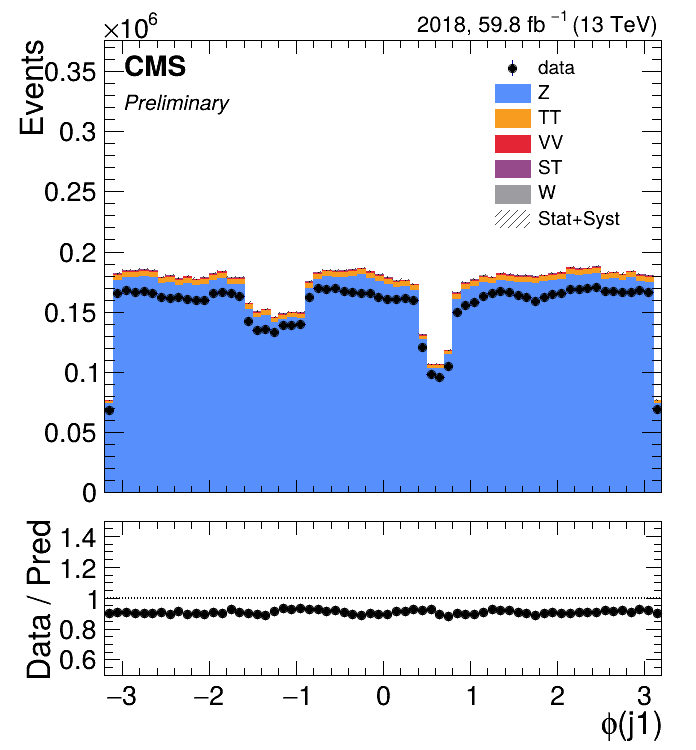 ×10⁶
2018, 59.8 fb⁻¹ (13 TeV)
Events
CMS
Preliminary
data
Z
TT
VV
ST
W
Stat+Syst
0.35
0.3
0.25
0.2
0.15
0.1
0.05
0
Data / Pred
1.4
1.2
1
0.8
0.6
−3 −2 −1 0 1 2 3
ϕ(j1)